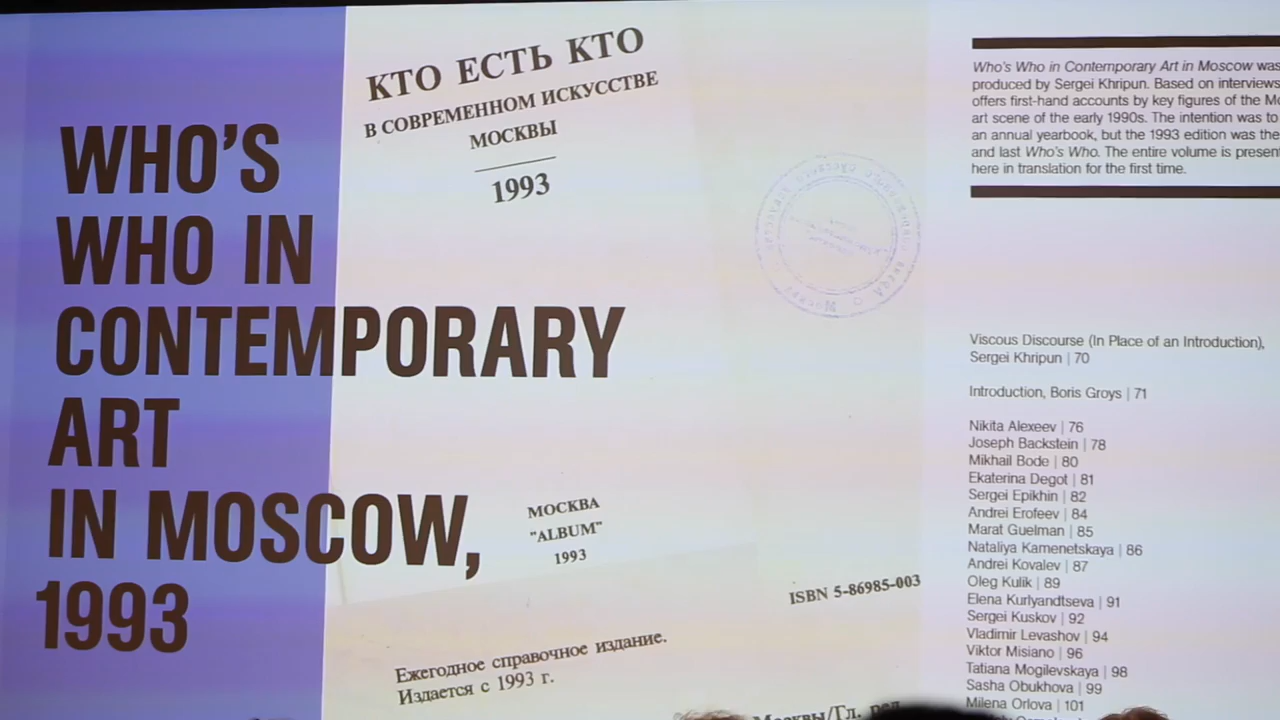 WHO'S
WHO IN
CONTEMPORARY
ART
IN MOSCOW,
1993
КТО ЕСТЬ КТО
В СОВРЕМЕННОМ ИСКУССТВЕ
МОСКВЫ
1993
МОСКВА
"ALBUM"
1993
ISBN 5-86985-003
Ежегодное справочное издание.
Издается с 1993 г.
Москвы/Гл. ред.
Who's Who in Contemporary Art in Moscow was
produced by Sergei Khripun. Based on interviews
offers first-hand accounts by key figures of the
art scene of the early 1990s. The intention was to
an annual yearbook, but the 1993 edition was the
and last Who's Who. The entire volume is present
here in translation for the first time.
Viscous Discourse (In Place of an Introduction),
Sergei Khripun | 70
Introduction, Boris Groys | 71
Nikita Alexeev | 76
Joseph Backstein | 78
Mikhail Bode | 80
Ekaterina Degot | 81
Sergei Epikhin | 82
Andrei Erofeev | 84
Marat Guelman | 85
Nataliya Kamenetskaya | 86
Andrei Kovalev | 87
Oleg Kulik | 89
Elena Kurlyandtseva | 91
Sergei Kuskov | 92
Vladimir Levashov | 94
Viktor Misiano | 96
Tatiana Mogilevskaya | 98
Sasha Obukhova | 99
Milena Orlova | 101